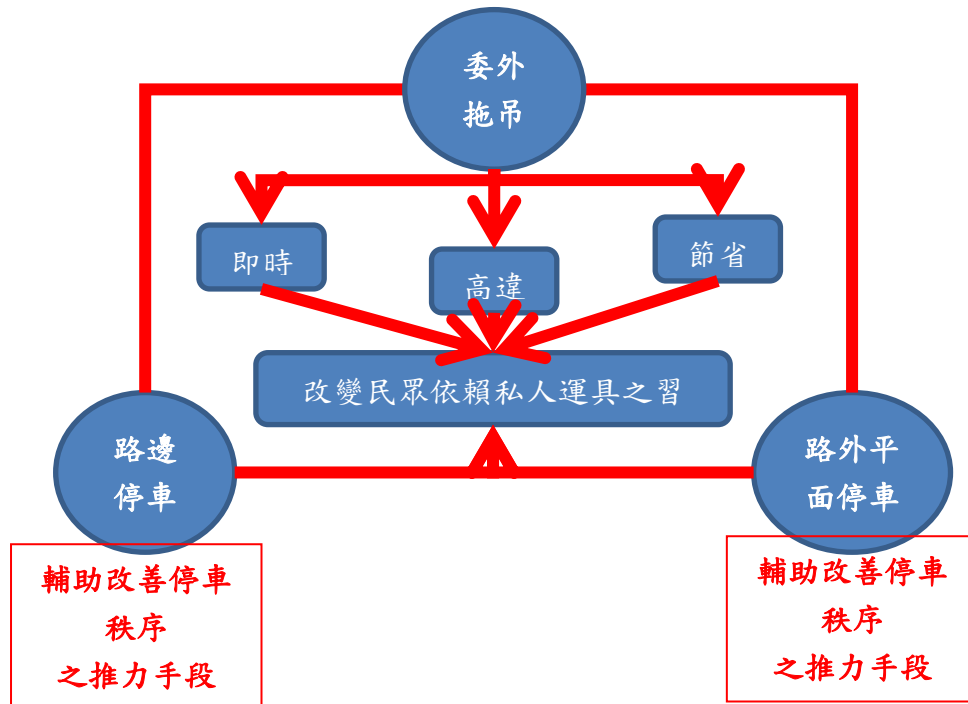 委外
拖吊
即時
高違
節省
改變民眾依賴私人運具之習
路邊
停車
路外平
面停車
輔助改善停車
秩序
之推力手段
輔助改善停車
秩序
之推力手段